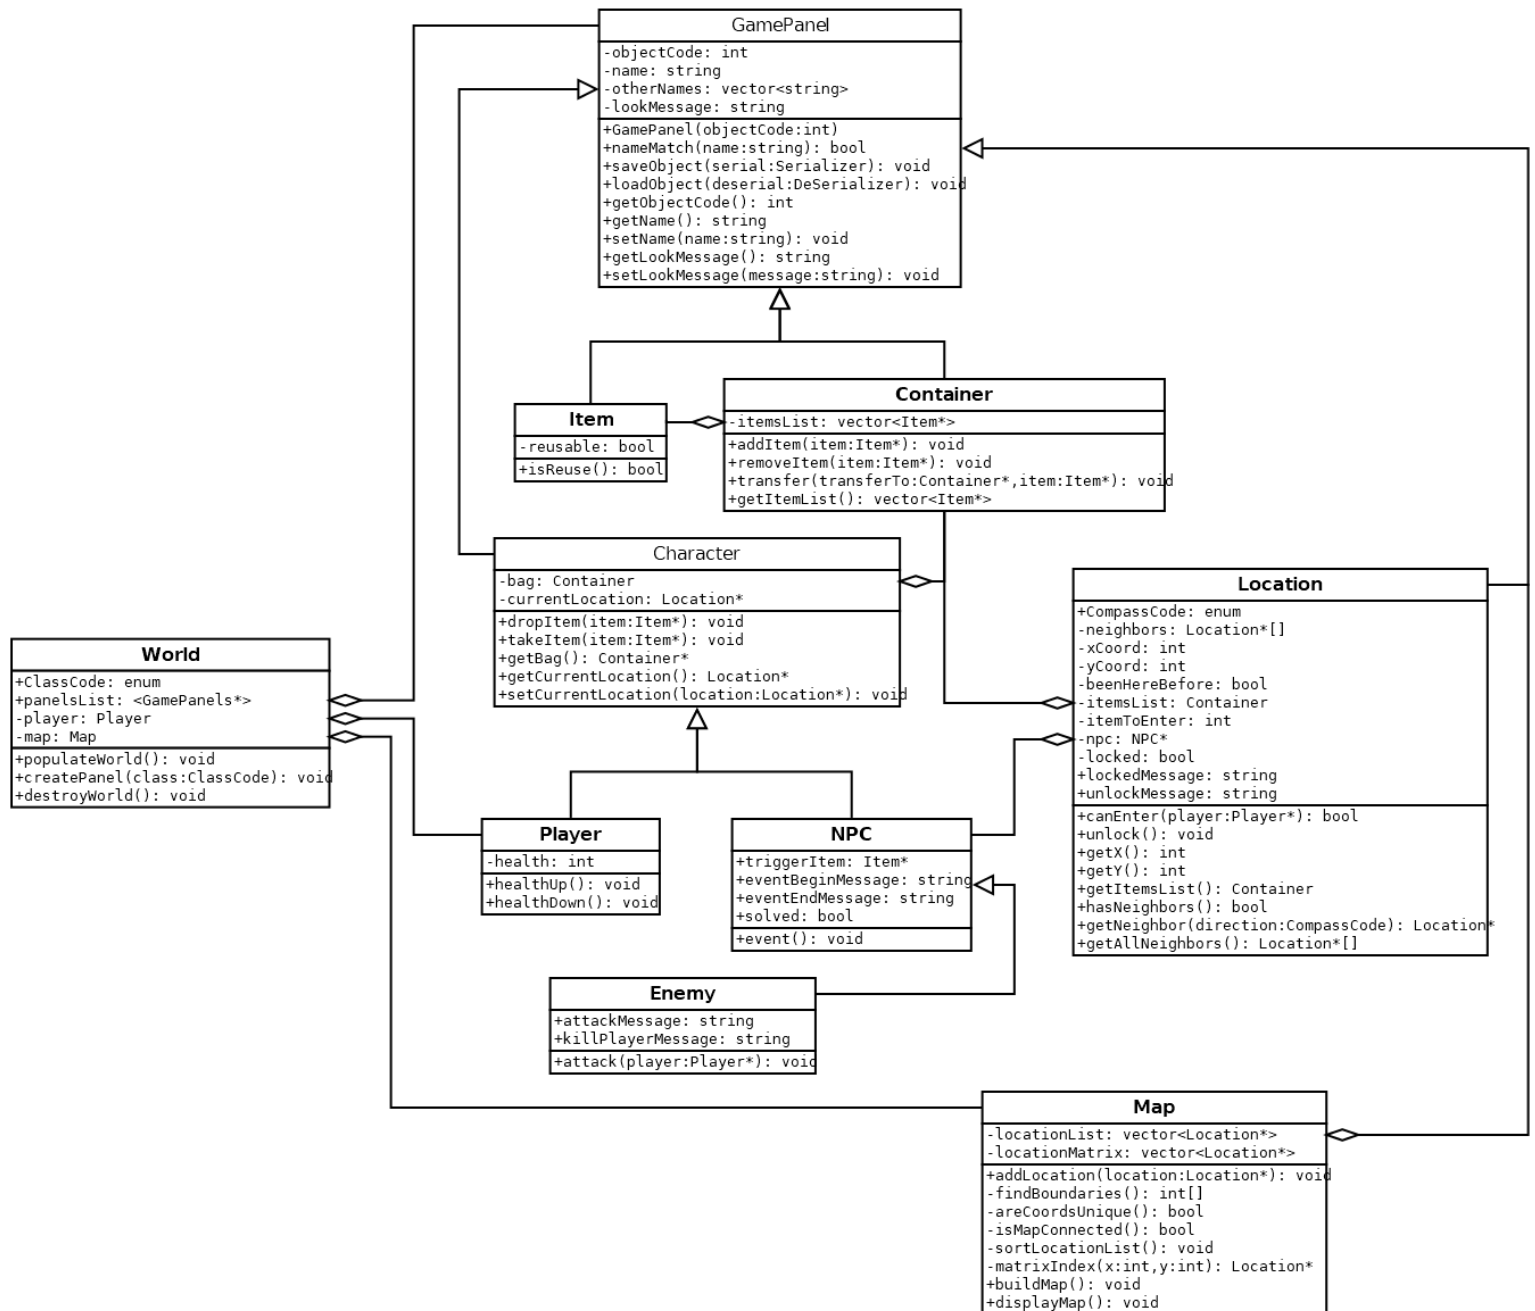 GamePanel
-objectCode: int
-name: string
-otherNames: vector<string>
-lookMessage: string
+GamePanel(objectCode:int)
+nameMatch(name:string): bool
+saveObject(serial:Serializer): void
+loadObject(deserial:DeSerializer): void
+getObjectCode(): int
+getName(): string
+setName(name:string): void
+getLookMessage(): string
+setLookMessage(message:string): void
Item
-reusable: bool
+isReuse(): bool
Container
-itemsList: vector<Item*>
+addItem(item:Item*): void
+removeItem(item:Item*): void
+transfer(transferTo:Container*,item:Item*): void
+getItemList(): vector<Item*>
Character
-bag: Container
-currentLocation: Location*
+dropItem(item:Item*): void
+takeItem(item:Item*): void
+getBag(): Container*
+getCurrentLocation(): Location*
+setCurrentLocation(location:Location*): void
Location
+CompassCode: enum
-neighbors: Location*[]
-xCoord: int
-yCoord: int
-beenHereBefore: bool
-itemsList: Container
-itemToEnter: int
-npc: NPC*
-locked: bool
+lockedMessage: string
+unlockMessage: string
+canEnter(player:Player*): bool
+unlock(): void
+getX(): int
+getY(): int
+getItemsList(): Container
+hasNeighbors(): bool
+getNeighbor(direction:CompassCode): Location*
+getAllNeighbors(): Location*[]
World
+ClassCode: enum
+panelsList: <GamePanels*>
-player: Player
-map: Map
+populateWorld(): void
+createPanel(class:ClassCode): void
+destroyWorld(): void
Player
-health: int
+healthUp(): void
+healthDown(): void
NPC
+triggerItem: Item*
+eventBeginMessage: string
+eventEndMessage: string
+solved: bool
+event(): void
Enemy
+attackMessage: string
+killPlayerMessage: string
+attack(player:Player*): void
Map
-locationList: vector<Location*>
-locationMatrix: vector<Location*>
+addLocation(location:Location*): void
-findBoundaries(): int[]
-areCoordsUnique(): bool
-isMapConnected(): bool
-sortLocationList(): void
-matrixIndex(x:int,y:int): Location*
+buildMap(): void
+displayMap(): void